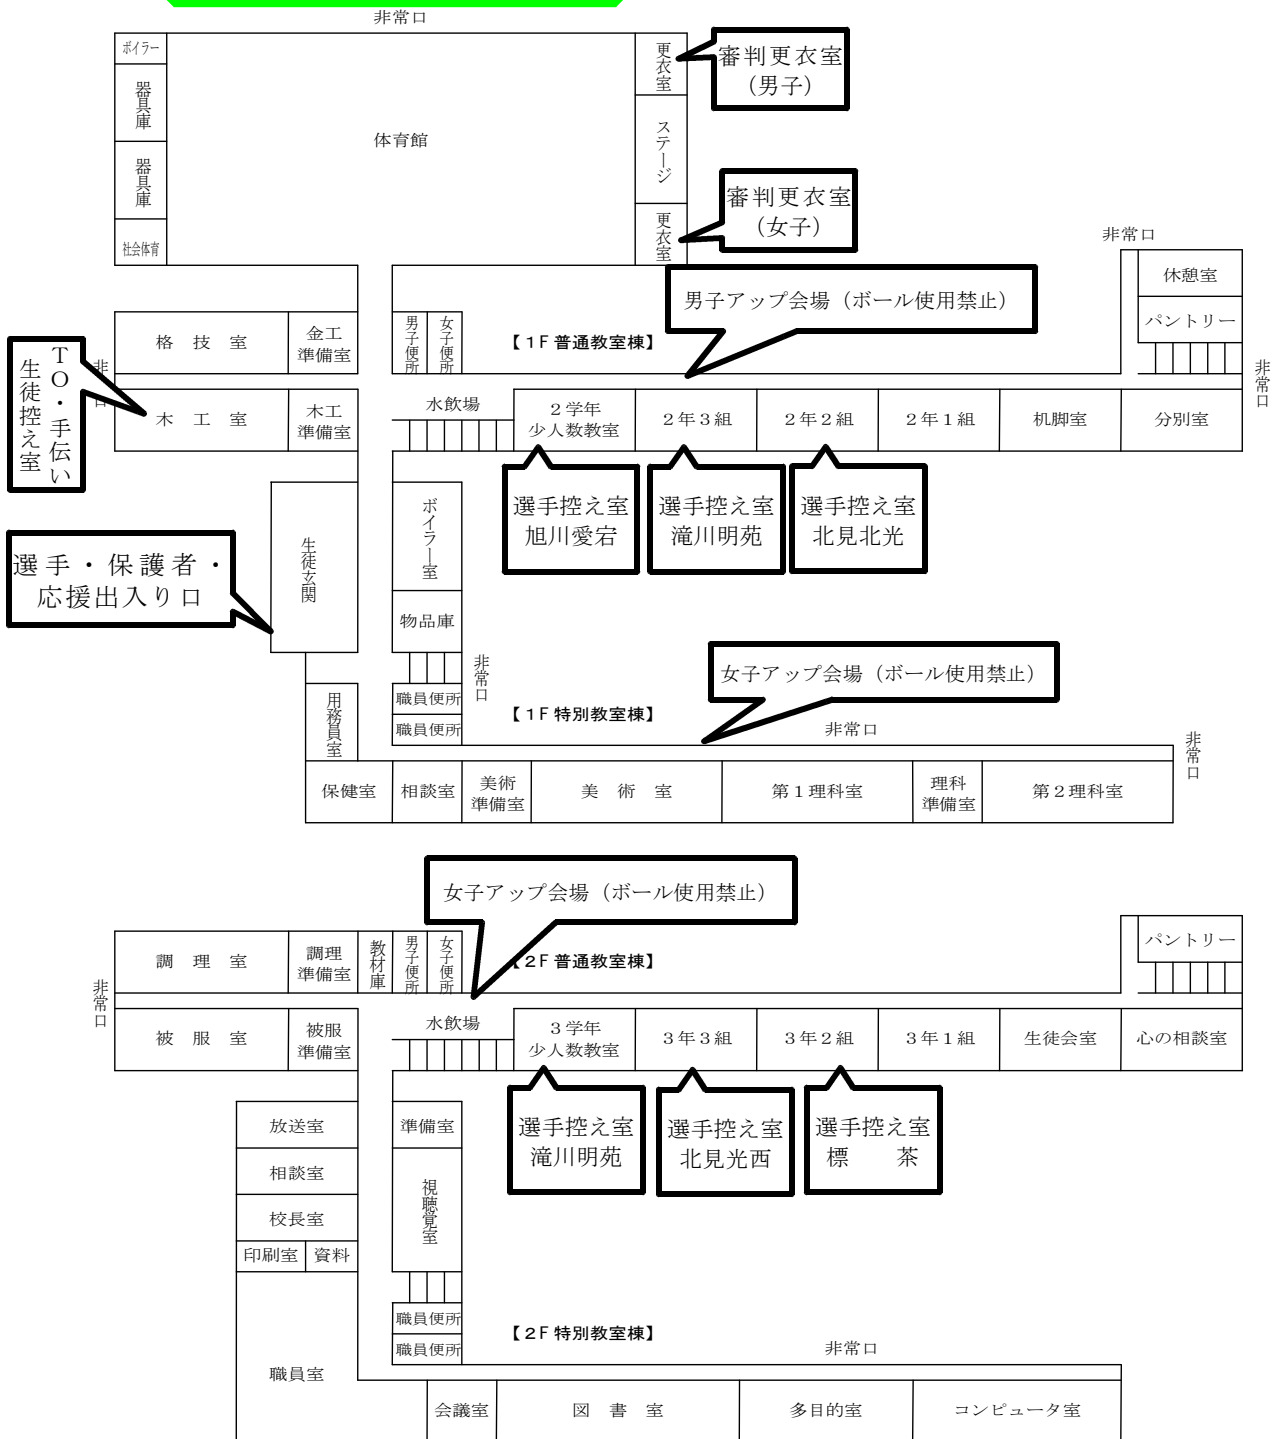 非常口
ボイラー
更衣室
審判更衣室
（男子）
器具庫
体育館
ステージ
器具庫
審判更衣室
（女子）
社会体育
更衣室
非常口
休憩室
男子アップ会場（ボール使用禁止）
パントリー
格技室
金工
準備室
男子便所
女子便所
【１Ｆ普通教室棟】
ＴＯ・手伝い
生徒控え室
非
口
非常口
木工室
木工
準備室
水飲場
２学年
少人数教室
２年３組
２年２組
２年１組
机脚室
分別室
選手控え室
旭川愛宕
選手控え室
滝川明苑
選手控え室
北見北光
ボイラー室
生徒玄関
選手・保護者・
応援出入り口
物品庫
非常口
女子アップ会場（ボール使用禁止）
用務員室
職員便所
職員便所
【１Ｆ特別教室棟】
非常口
非常口
保健室
相談室
美術
準備室
美術室
第１理科室
理科
準備室
第２理科室
女子アップ会場（ボール使用禁止）
パントリー
調理室
調理
準備室
教材庫
男子便所
女子便所
【２Ｆ普通教室棟】
非常口
被服室
被服
準備室
水飲場
３学年
少人数教室
３年３組
３年２組
３年１組
生徒会室
心の相談室
選手控え室
滝川明苑
選手控え室
北見光西
選手控え室
標　茶
放送室
準備室
相談室
視聴覚室
校長室
印刷室
資料
職員便所
職員便所
【２Ｆ特別教室棟】
非常口
職員室
会議室
図書室
多目的室
コンピュータ室